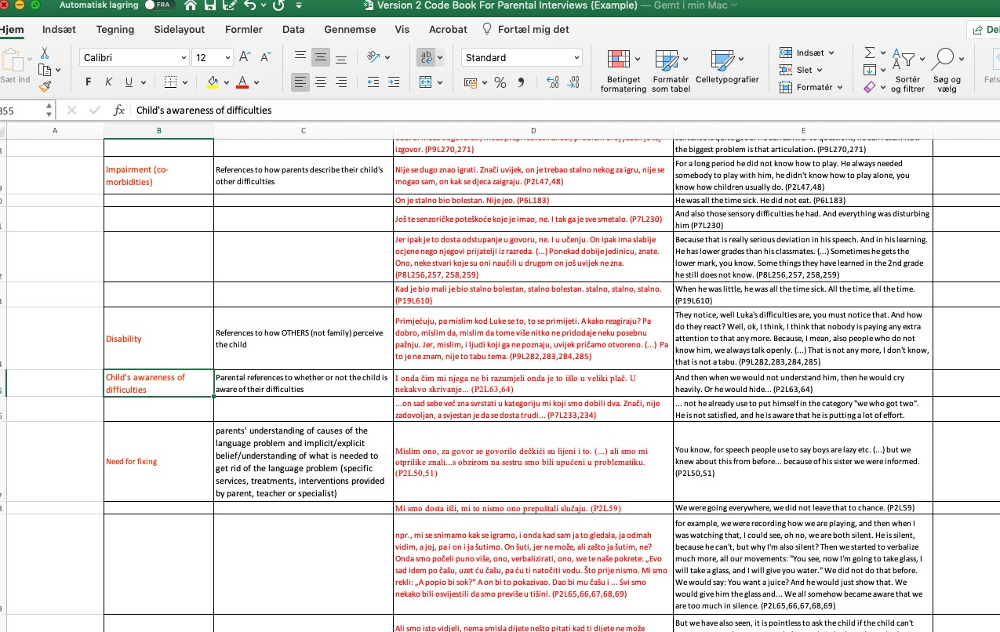 Automatisk lagring FRA Version 2 Code Book For Parental Interviews (Example) — Gemt i min Mac
Hjem Indsæt Tegning Sidelayout Formler Data Gennemse Vis Acrobat Fortæl mig det
Sæt ind
Calibri 12
F K U
Standard
Betinget
formatering
Formatér
som tabel
Celletypografier
Indsæt
Slet
Formatér
Sortér
og filtrer
Søg og
vælg
fx Child's awareness of difficulties
A B C D E
izgovor. (P9L270,271)
the biggest problem is that articulation. (P9L270,271)
Impairment (co-
morbidities)
References to how parents describe their child's
other difficulties
Nije se dugo znao igrati. Znači uvijek, on je trebao stalno nekog za igru, nije se
mogao sam, on kak se djeca zaigraju. (P2L47,48)
For a long period he did not know how to play. He always needed
somebody to play with him, he didn't know how to play alone, you
know how children usually do. (P2L47,48)
On je stalno bio bolestan. Nije jeo. (P6L183)
He was all the time sick. He did not eat. (P6L183)
Još te senzoričke poteškoće koje je imao, ne. I tak ga je sve smetalo. (P7L230)
And also those sensory difficulties he had. And everything was disturbing
him (P7L230)
Jer ipak je to dosta odstupanje u govoru, ne. I u učenju. On ipak ima slabije
ocjene nego njegovi prijatelji iz razreda. (...) Ponekad dobije jedinicu, znate.
Ono, neke stvari koje su oni naučili u drugom on još uvijek ne zna.
(P8L256,257, 258,259)
Because that is really serious deviation in his speech. And in his learning.
He has lower grades than his classmates. (...) Sometimes he gets the
lower mark, you know. Some things they have learned in the 2nd grade
he still does not know. (P8L256,257, 258,259)
Kad je bio mali je bio stalno bolestan, stalno bolestan. stalno, stalno, stalno.
(P19L610)
When he was little, he was all the time sick. All the time, all the time.
(P19L610)
Disability
References to how OTHERS (not family) perceive
the child
Primjećuju, pa mislim kod Luke se to, to se primijeti. A kako reagiraju? Pa
dobro, mislim da, mislim da tome više nitko ne pridodaje neku posebnu
pažnju. Jer, mislim, i ljudi koji ga ne poznaju, uvijek pričamo otvoreno. (...) Pa
to je ne znam, nije to tabu tema. (P9L282,283,284,285)
They notice, well Luka's difficulties are, you must notice that. And how
do they react? Well, ok, I think, I think that nobody is paying any extra
attention to that any more. Because, I mean, also people who do not
know him, we always talk openly. (...) That is not any more, I don't know,
that is not a tabu. (P9L282,283,284,285)
Child's awareness of
difficulties
Parental references to whether or not the child is
aware of their difficulties
I onda čim mi njega ne bi razumjeli onda je to išlo u veliki plač. U
nekakvo skrivanje... (P2L63,64)
And then when we would not understand him, then he would cry
heavily. Or he would hide... (P2L63,64)
...on sad sebe već zna svrstati u kategoriju mi koji smo dobili dva. Znači, nije
zadovoljan, a svjestan je da se dosta trudi... (P7L233,234)
... not he already use to put himself in the category "we who got two".
He is not satisfied, and he is aware that he is putting a lot of effort.
Need for fixing
parents' understanding of causes of the
language problem and implicit/explicit
belief/understanding of what is needed to
get rid of the language problem (specific
services, treatments, interventions provided
by parent, teacher or specialist)
Mislim ono, za govor se govorilo dečkići su lijeni i to. (...) ali smo mi
otprilike znali...s obzirom na sestru smo bili upućeni u problematiku.
(P2L50,51)
You know, for speech people use to say boys are lazy etc. (...) but we
knew about this from before... because of his sister we were informed.
(P2L50,51)
Mi smo dosta išli, mi to nismo ono prepuštali slučaju. (P2L59)
We were going everywhere, we did not leave that to chance. (P2L59)
npr., mi se snimamo kak se igramo, i onda kad sam ja to gledala, ja odmah
vidim, a joj, pa i on i ja šutimo. On šuti, jer ne može, ali zašto ja šutim, ne?
Onda smo počeli puno više, ono, verbalizirati, ono, sve te naše pokrete: „Evo
sad idem po čašu, uzet ću čašu, pa ću ti natočiti vodu. Što prije nismo. Mi smo
rekli: „A popio bi sok?" A on bi to pokazivao. Dao bi mu čašu i ... Svi smo
nekako bili osvijestili da smo previše u tišini. (P2L65,66,67,68,69)
for example, we were recording how we are playing, and then when I
was watching that, I could see, oh no, we are both silent. He is silent,
because he can't, but why I'm also silent? Then we started to verbalize
much more, all our movements: "You see, now I'm going to take glass, I
will take a glass, and I will give you water." We did not do that before.
We would say: You want a juice? And he would just show that. We
would give him the glass and... We all somehow became aware that we
are too much in silence. (P2L65,66,67,68,69)
Ali smo isto vidjeli, nema smisla dijete nešto pitati kad ti dijete ne može
But we have also seen, it is pointless to ask the child if the child can't